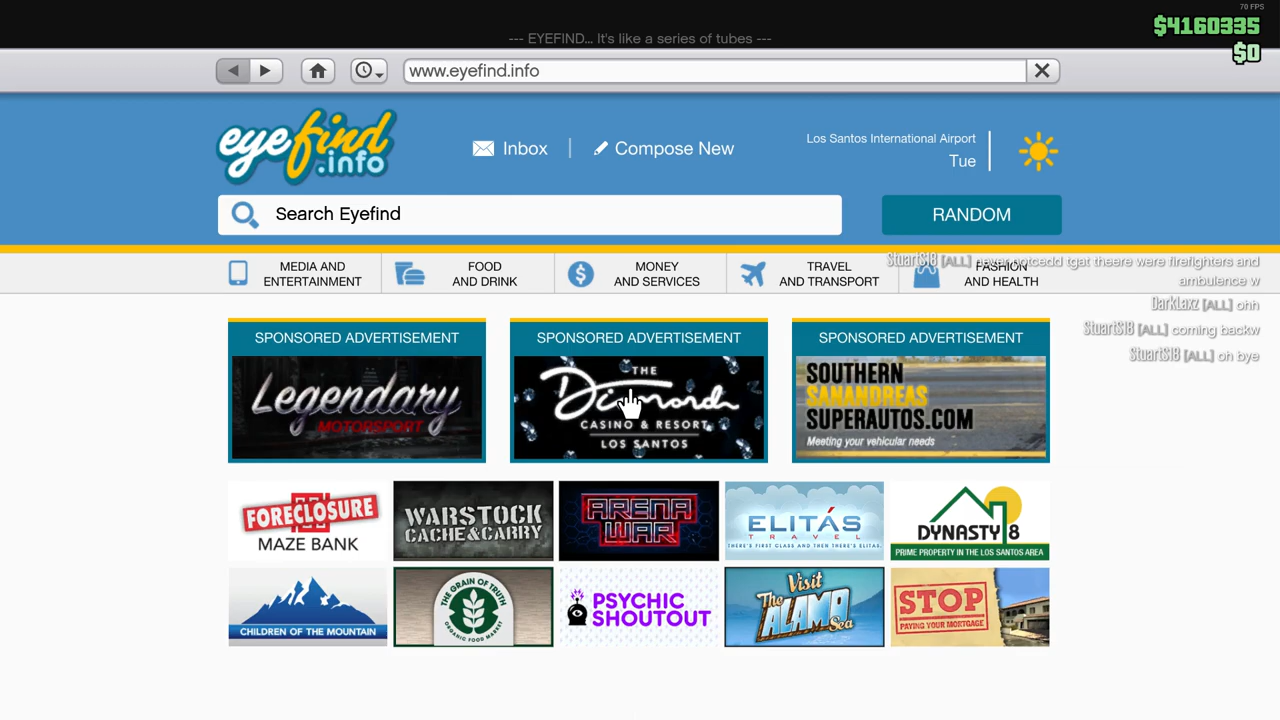 70 FPS
$4160335
--- EYEFIND... It's like a series of tubes ---
$0
www.eyefind.info
eyefind
.info
Inbox
Compose New
Los Santos International Airport
Tue
Search Eyefind
RANDOM
MEDIA AND
ENTERTAINMENT
FOOD
AND DRINK
MONEY
AND SERVICES
TRAVEL
AND TRANSPORT
FASHION
AND HEALTH
StuartS18 [ALL] never notcedd tgat theere were firefighters and
ambulence w
DarkLaxz [ALL] ohh
StuartS18 [ALL] coming backw
StuartS18 [ALL] oh bye
SPONSORED ADVERTISEMENT
Legendary
MOTORSPORT
SPONSORED ADVERTISEMENT
THE
Diamond
CASINO & RESORT
LOS SANTOS
SPONSORED ADVERTISEMENT
SOUTHERN
SANANDREAS
SUPERAUTOS.COM
Meeting your vehicular needs
FORECLOSURE
MAZE BANK
WARSTOCK
CACHE&CARRY
ARENA
WAR
ELITÁS
TRAVEL
THERE'S FIRST CLASS AND THEN THERE'S ELITAS.
DYNASTY 8
PRIME PROPERTY IN THE LOS SANTOS AREA
CHILDREN OF THE MOUNTAIN
THE GRAIN OF TRUTH
ORGANIC FOOD MARKET
PSYCHIC
SHOUTOUT
Visit
The ALAMO
Sea
STOP
PAYING YOUR MORTGAGE